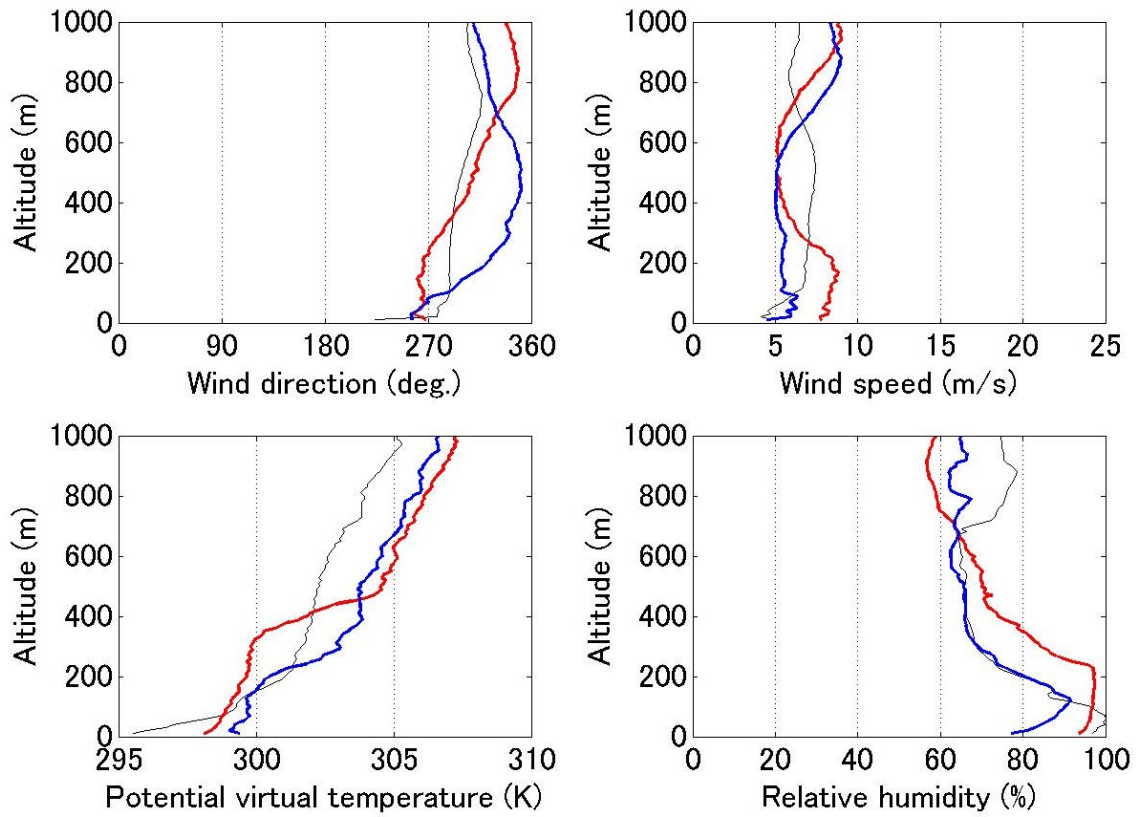 1000
800
600
400
200
0
Altitude (m)
0 90 180 270 360
Wind direction (deg.)
1000
800
600
400
200
0
Altitude (m)
0 5 10 15 20 25
Wind speed (m/s)
1000
800
600
400
200
0
Altitude (m)
295 300 305 310
Potential virtual temperature (K)
1000
800
600
400
200
0
Altitude (m)
0 20 40 60 80 100
Relative humidity (%)